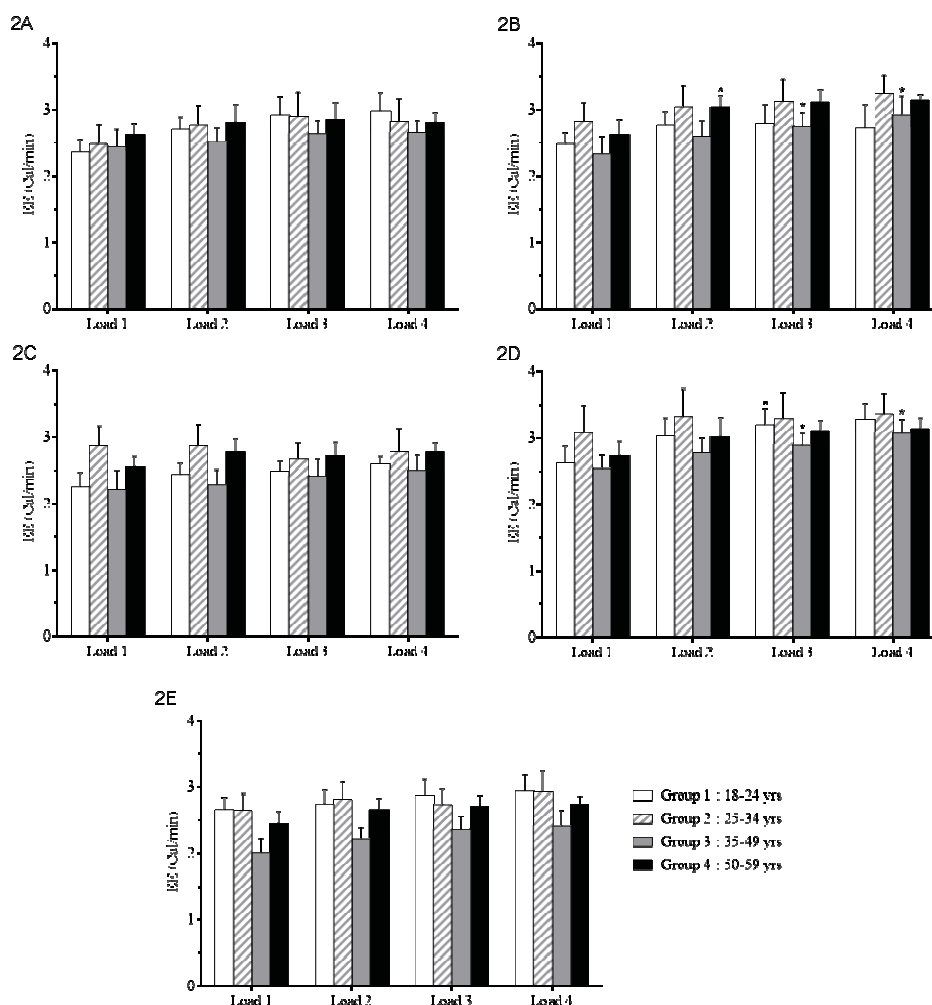 2A
4
3
2
1
0
EE (Cal/min)
Load 1 Load 2 Load 3 Load 4
2B
4
3
2
1
0
EE (Cal/min)
* * * *
Load 1 Load 2 Load 3 Load 4
2C
4
3
2
1
0
EE (Cal/min)
Load 1 Load 2 Load 3 Load 4
2D
4
3
2
1
0
EE (Cal/min)
* * *
Load 1 Load 2 Load 3 Load 4
2E
4
3
2
1
0
EE (Cal/min)
Load 1 Load 2 Load 3 Load 4
Group 1 : 18-24 yrs
Group 2 : 25-34 yrs
Group 3 : 35-49 yrs
Group 4 : 50-59 yrs